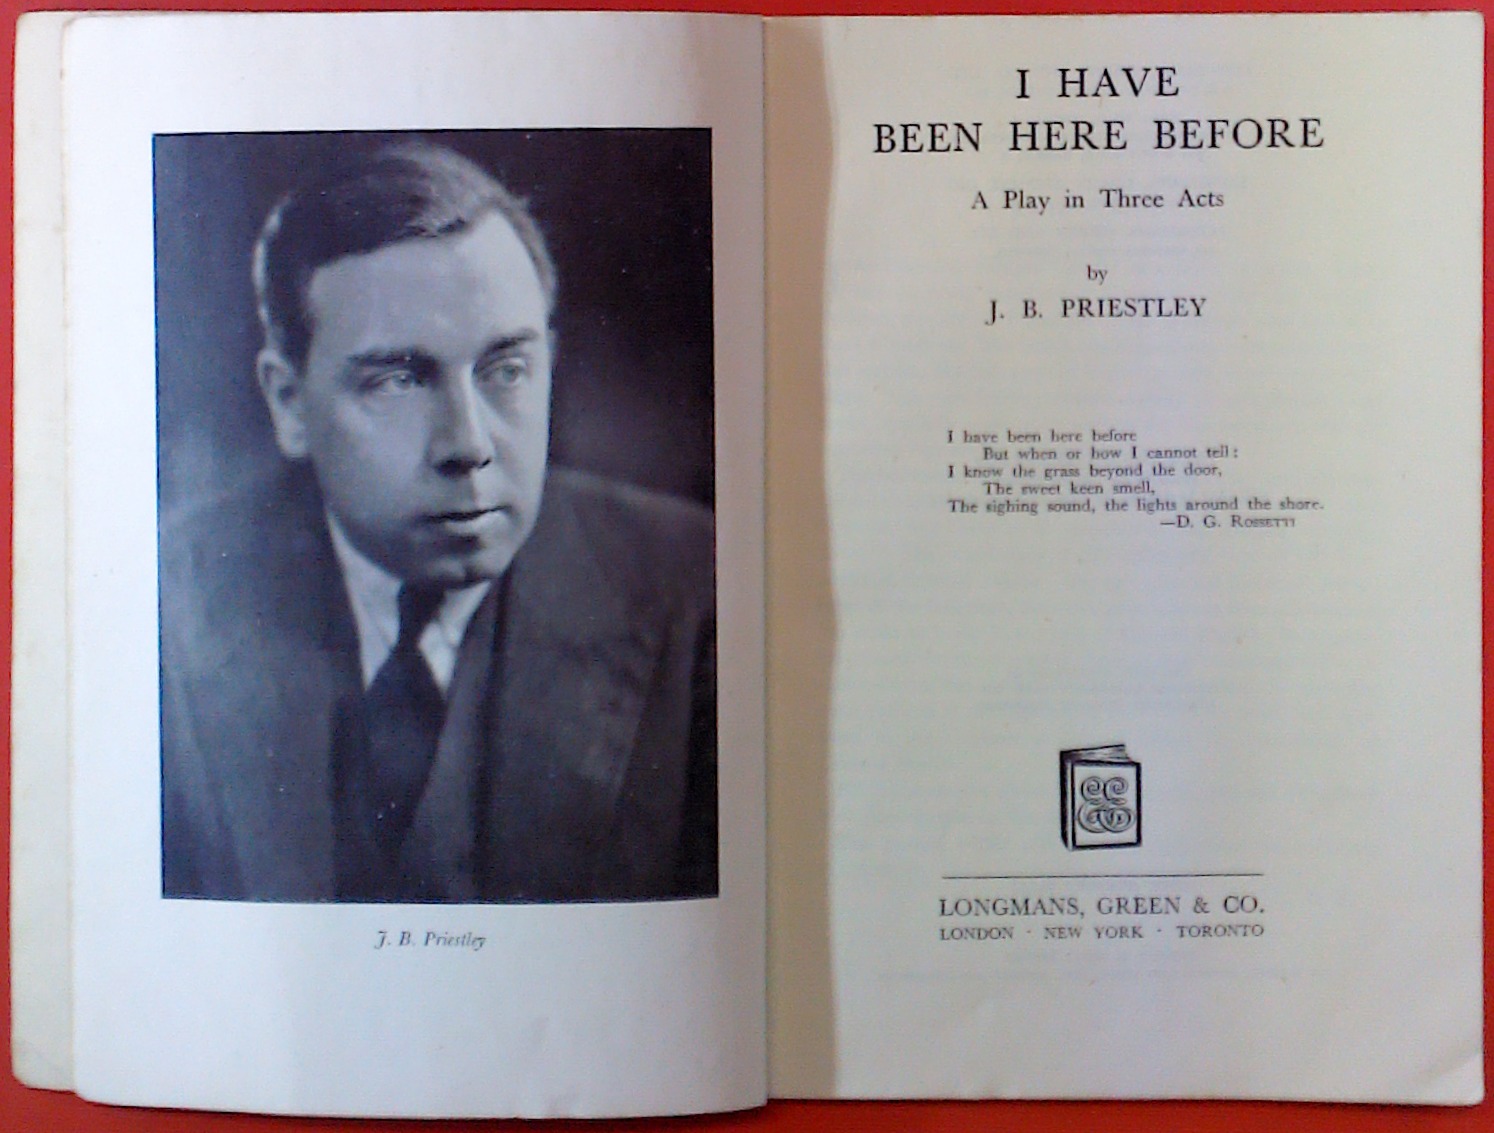 J. B. Priestley
I HAVE
BEEN HERE BEFORE
A Play in Three Acts
by
J. B. PRIESTLEY
I have been here before
But when or how I cannot tell:
I know the grass beyond the door,
The sweet keen smell,
The sighing sound, the lights around the shore.
—D. G. ROSSETTI
LONGMANS, GREEN & CO.
LONDON · NEW YORK · TORONTO